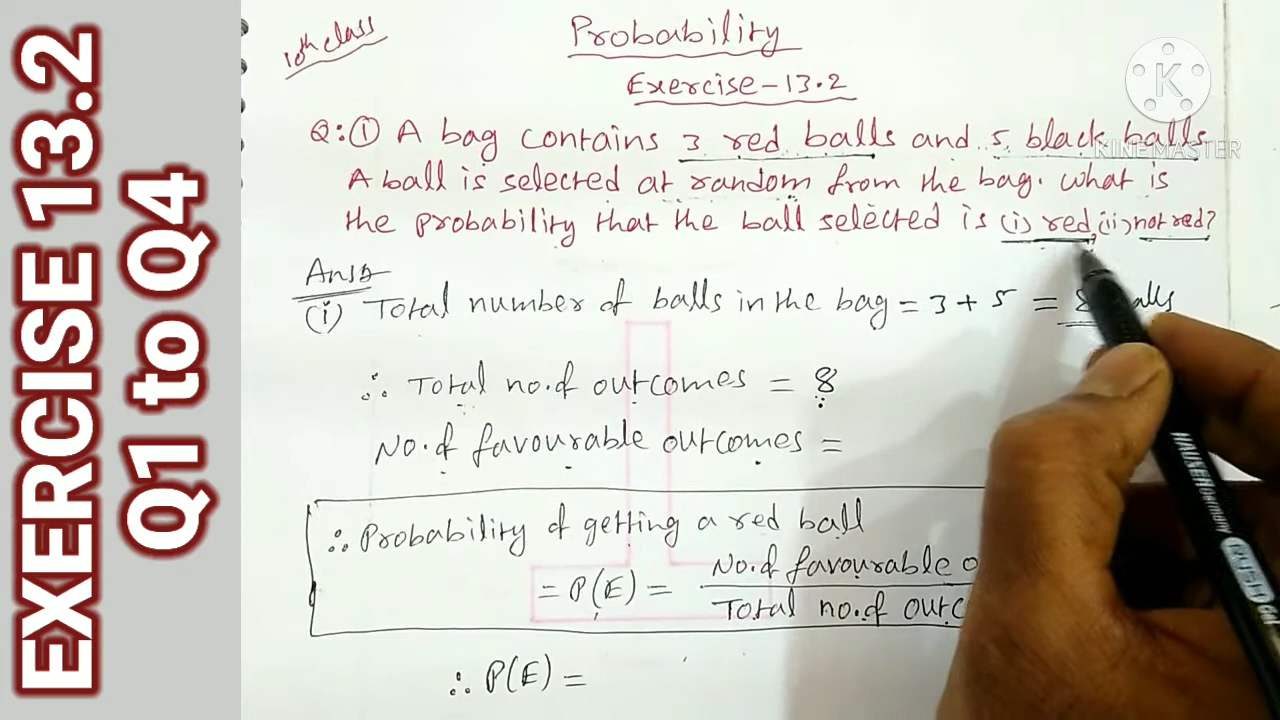 EXERCISE 13.2
Q1 to Q4
10th class
Probability
Exercise-13.2
K
KINEMASTER
Q:① A bag contains 3 red balls and 5 black balls
A ball is selected at random from the bag. What is
the probability that the ball selected is (i) red, (ii) not red?
Ans
(i) Total number of balls in the bag = 3 + 5 = 8 alls
∴ Total no.of outcomes = 8
No.of favourable outcomes =
∴ Probability of getting a red ball
= P(E) = No.of favourable o
Total no.of outc
∴ P(E) =
HAUSER